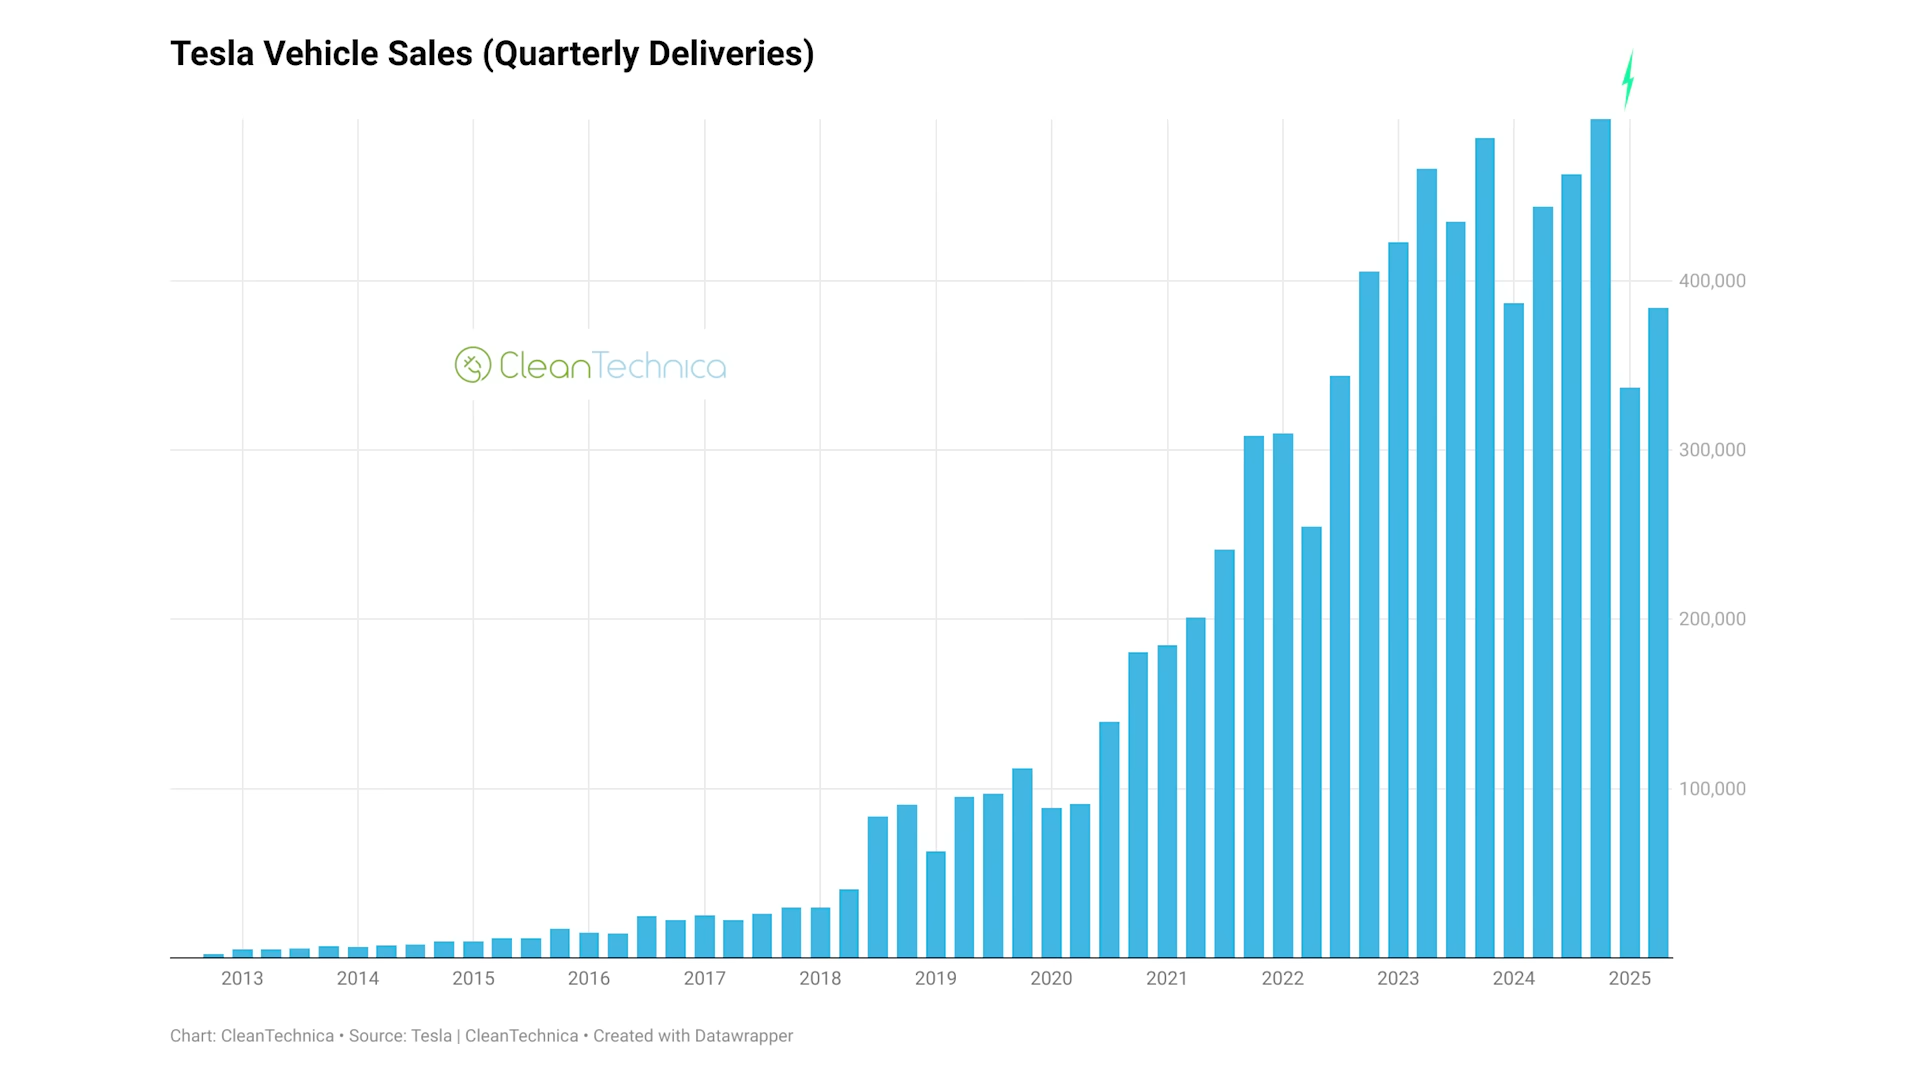 Tesla Vehicle Sales (Quarterly Deliveries)
400,000
CleanTechnica
300,000
200,000
100,000
2013 2014 2015 2016 2017 2018 2019 2020 2021 2022 2023 2024 2025
Chart: CleanTechnica • Source: Tesla | CleanTechnica • Created with Datawrapper